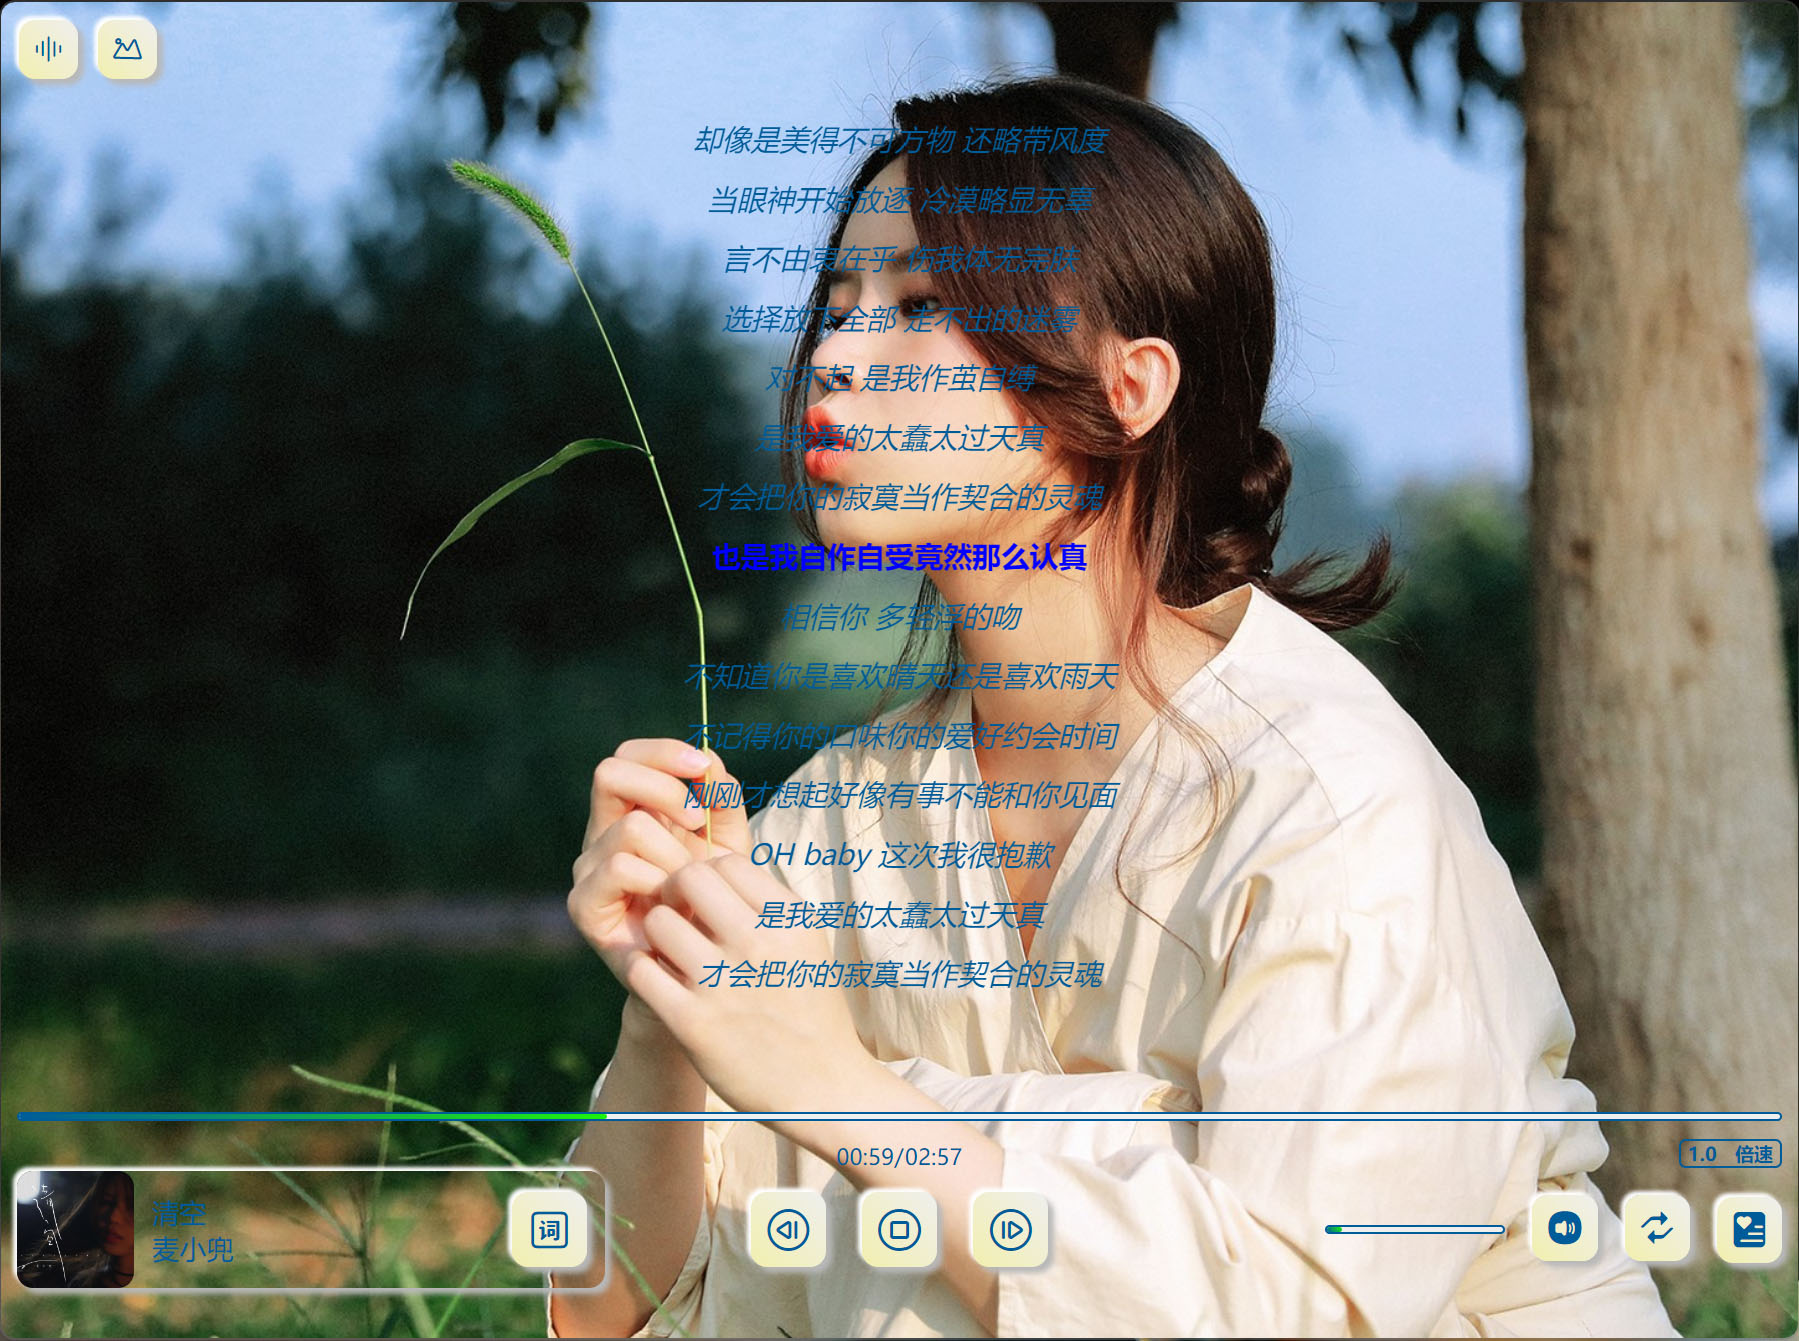 却像是美得不可方物 还略带风度
当眼神开始放逐 冷漠略显无辜
言不由衷在乎 伤我体无完肤
选择放下全部 走不出的迷雾
对不起 是我作茧自缚
是我爱的太蠢太过天真
才会把你的寂寞当作契合的灵魂
也是我自作自受竟然那么认真
相信你 多轻浮的吻
不知道你是喜欢晴天还是喜欢雨天
不记得你的口味你的爱好约会时间
刚刚才想起好像有事不能和你见面
OH baby 这次我很抱歉
是我爱的太蠢太过天真
才会把你的寂寞当作契合的灵魂
00:59/02:57
1.0 倍速
清空
麦小兜
词